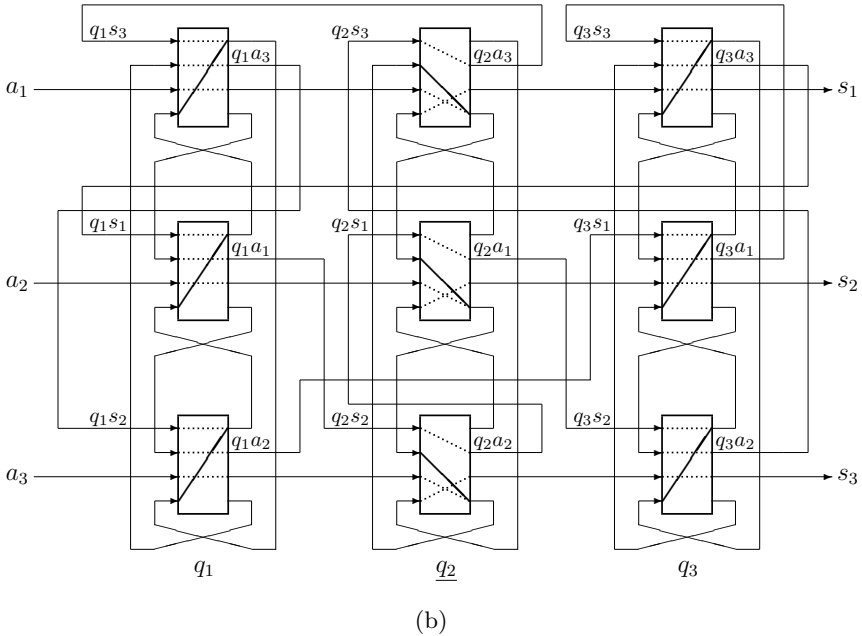 q₁s₃ q₁a₃ q₂s₃ q₂a₃ q₃s₃ q₃a₃
a₁ s₁
q₁s₁ q₁a₁ q₂s₁ q₂a₁ q₃s₁ q₃a₁
a₂ s₂
q₁s₂ q₁a₂ q₂s₂ q₂a₂ q₃s₂ q₃a₂
a₃ s₃
q₁ q₂ q₃
(b)